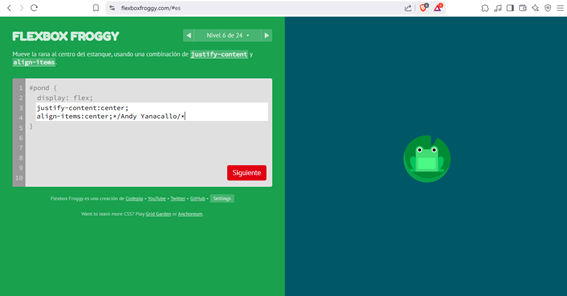 flexboxfroggy.com/#es
FLEXBOX FROGGY
Nivel 6 de 24
Mueve la rana al centro del estanque, usando una combinación de justify-content y
align-items.
1 #pond {
2 display: flex;
3 justify-content:center;
4 align-items:center;*/Andy Yanacallo/*
5 }
6
7
8
9
10
Siguiente
Flexbox Froggy es una creación de Codepip • YouTube • Twitter • GitHub • Settings
Want to learn more CSS? Play Grid Garden or Anchoreum.